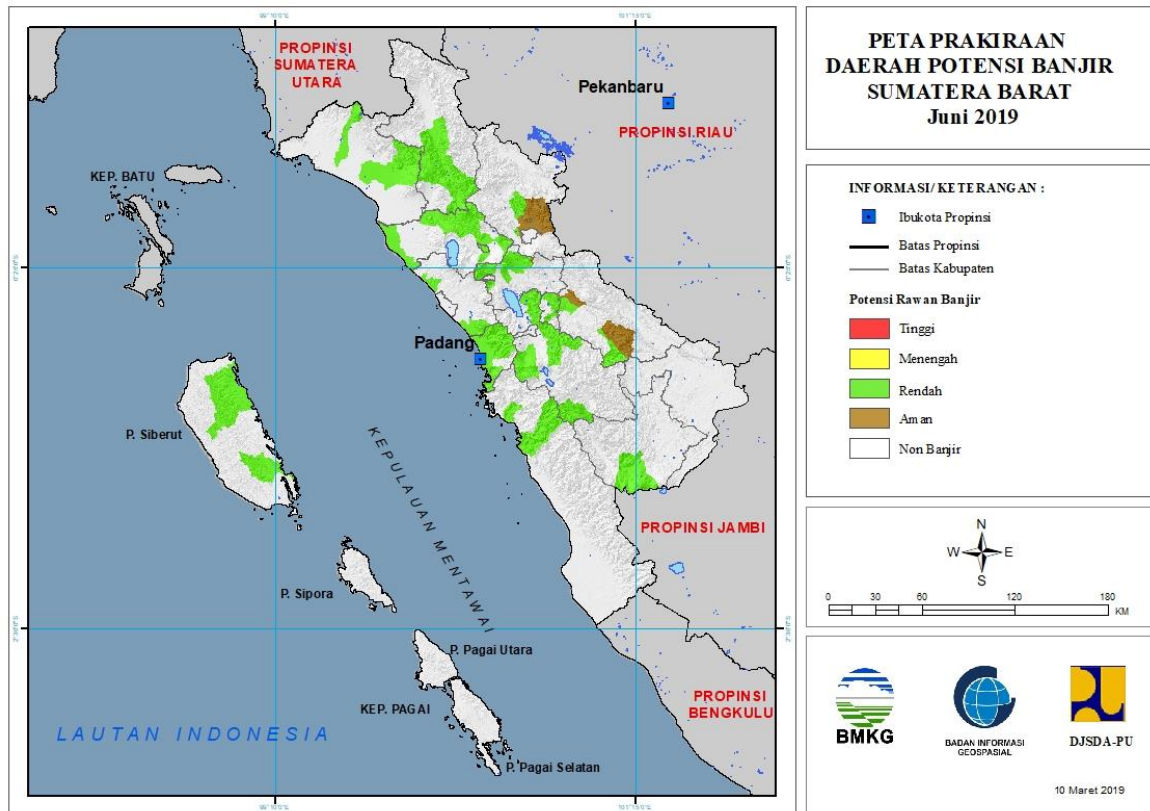 PROPINSI
SUMATERA
UTARA
Pekanbaru
PROPINSI RIAU
KEP. BATU
Padang
P. Siberut
KEPULAUAN MENTAWAI
PROPINSI JAMBI
P. Sipora
P. Pagai Utara
KEP. PAGAI
PROPINSI
BENGKULU
LAUTAN INDONESIA
P. Pagai Selatan
PETA PRAKIRAAN
DAERAH POTENSI BANJIR
SUMATERA BARAT
Juni 2019
INFORMASI/ KETERANGAN :
Ibukota Propinsi
Batas Propinsi
Batas Kabupaten
Potensi Rawan Banjir
Tinggi
Menengah
Rendah
Aman
Non Banjir
N
W E
S
0 30 60 120 180
KM
BMKG
BADAN INFORMASI
GEOSPASIAL
DJSDA-PU
10 Maret 2019